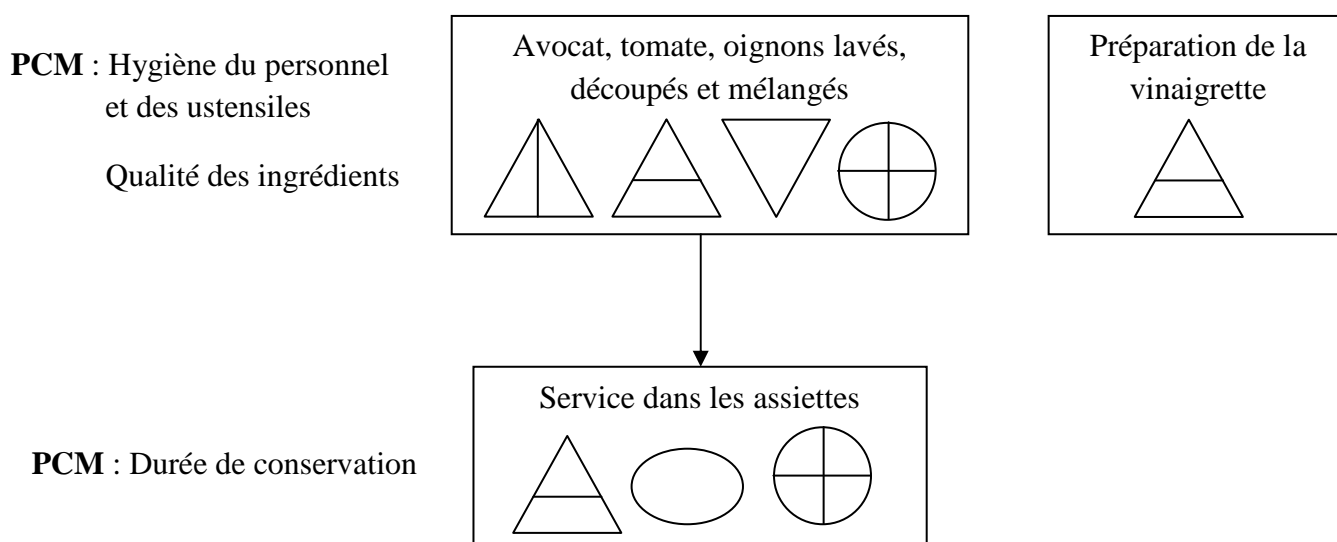 PCM : Hygiène du personnel
et des ustensiles
Qualité des ingrédients
Avocat, tomate, oignons lavés,
découpés et mélangés
Préparation de la
vinaigrette
Service dans les assiettes
PCM : Durée de conservation